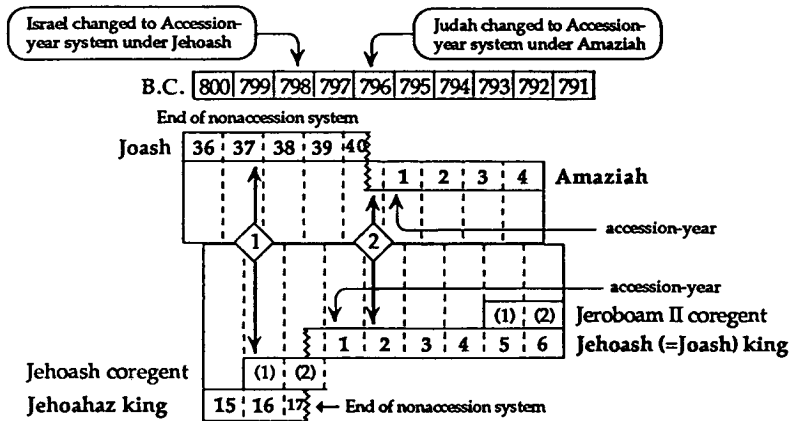 Israel changed to Accession-
year system under Jehoash
Judah changed to Accession-
year system under Amaziah
B.C. 800 799 798 797 796 795 794 793 792 791
End of nonaccession system
Joash 36 37 38 39 40
1 2 3 4 Amaziah
accession-year
1 2
accession-year
(1) (2) Jeroboam II coregent
1 2 3 4 5 6 Jehoash (=Joash) king
Jehoash coregent (1) (2)
Jehoahaz king 15 16 17 End of nonaccession system